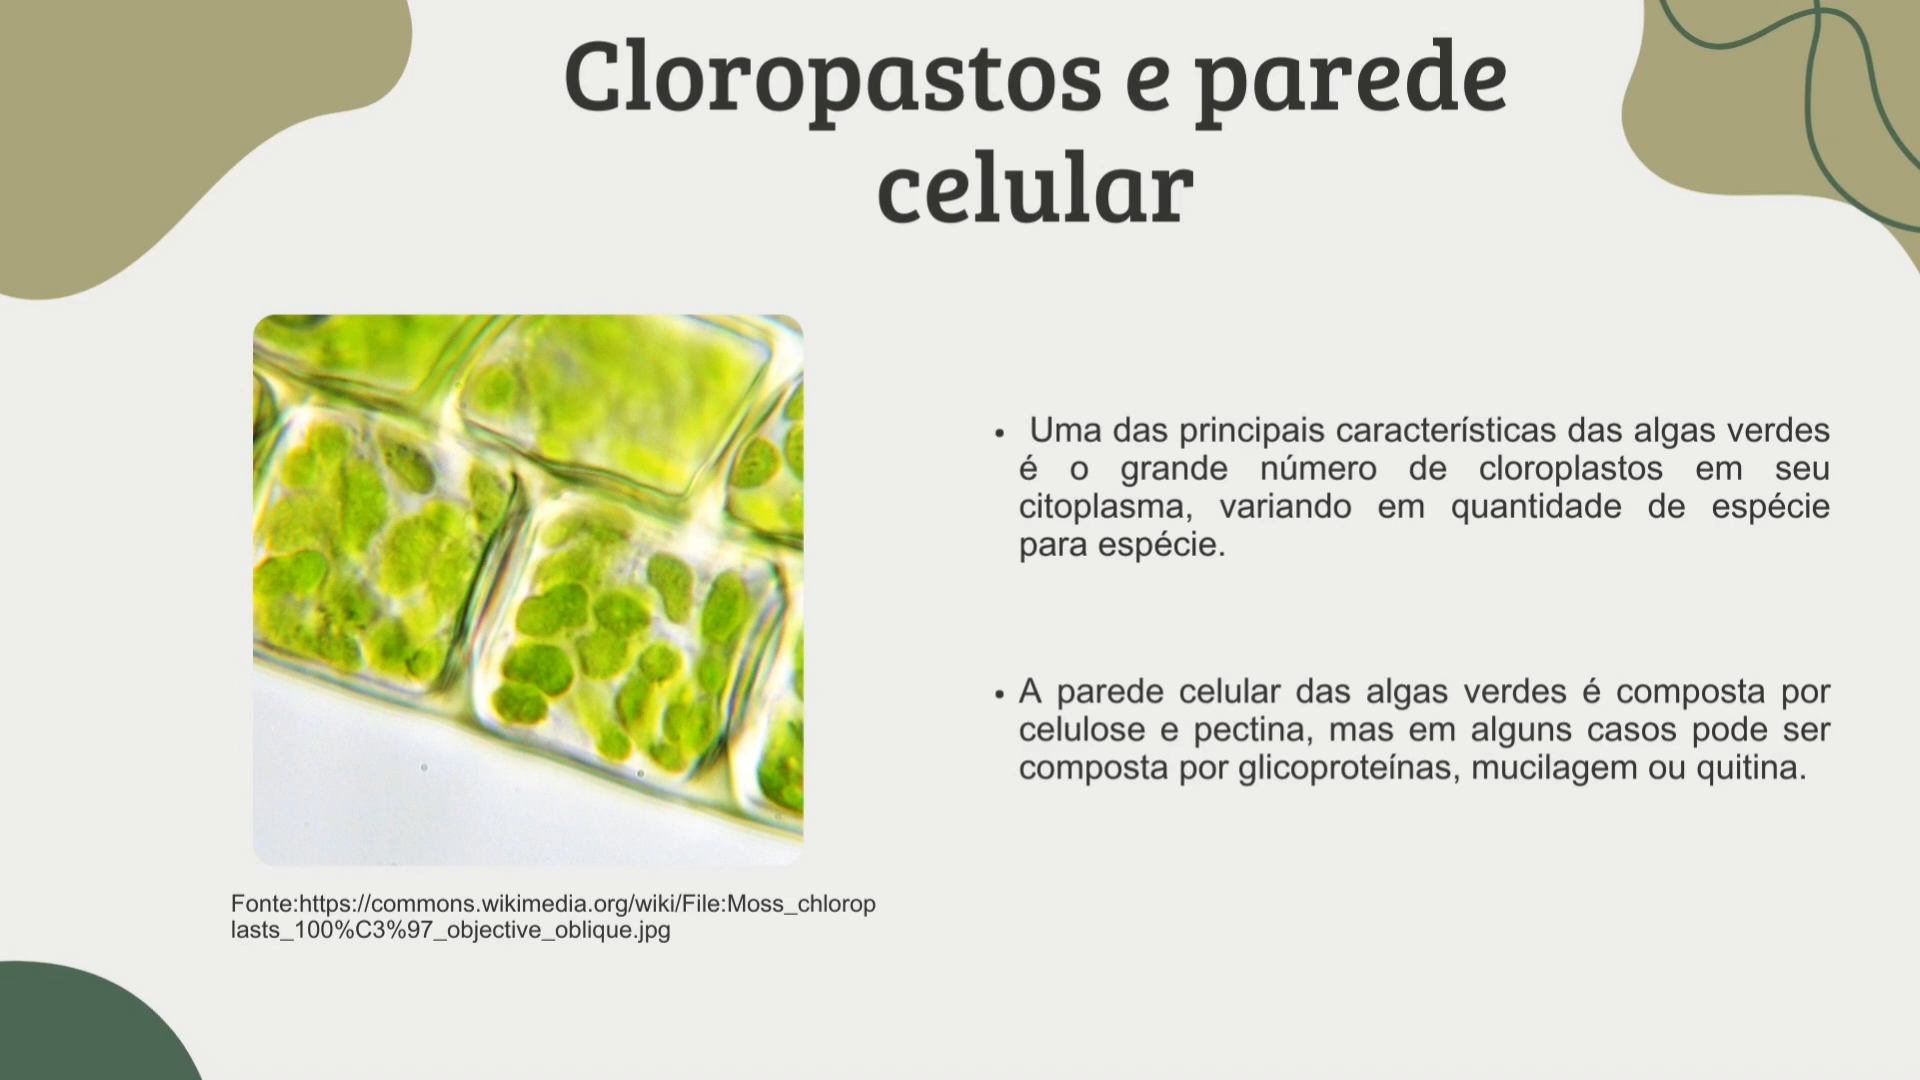 Cloropastos e parede
celular
• Uma das principais características das algas verdes
é o grande número de cloroplastos em seu
citoplasma, variando em quantidade de espécie
para espécie.
• A parede celular das algas verdes é composta por
celulose e pectina, mas em alguns casos pode ser
composta por glicoproteínas, mucilagem ou quitina.
Fonte:https://commons.wikimedia.org/wiki/File:Moss_chlorop
lasts_100%C3%97_objective_oblique.jpg